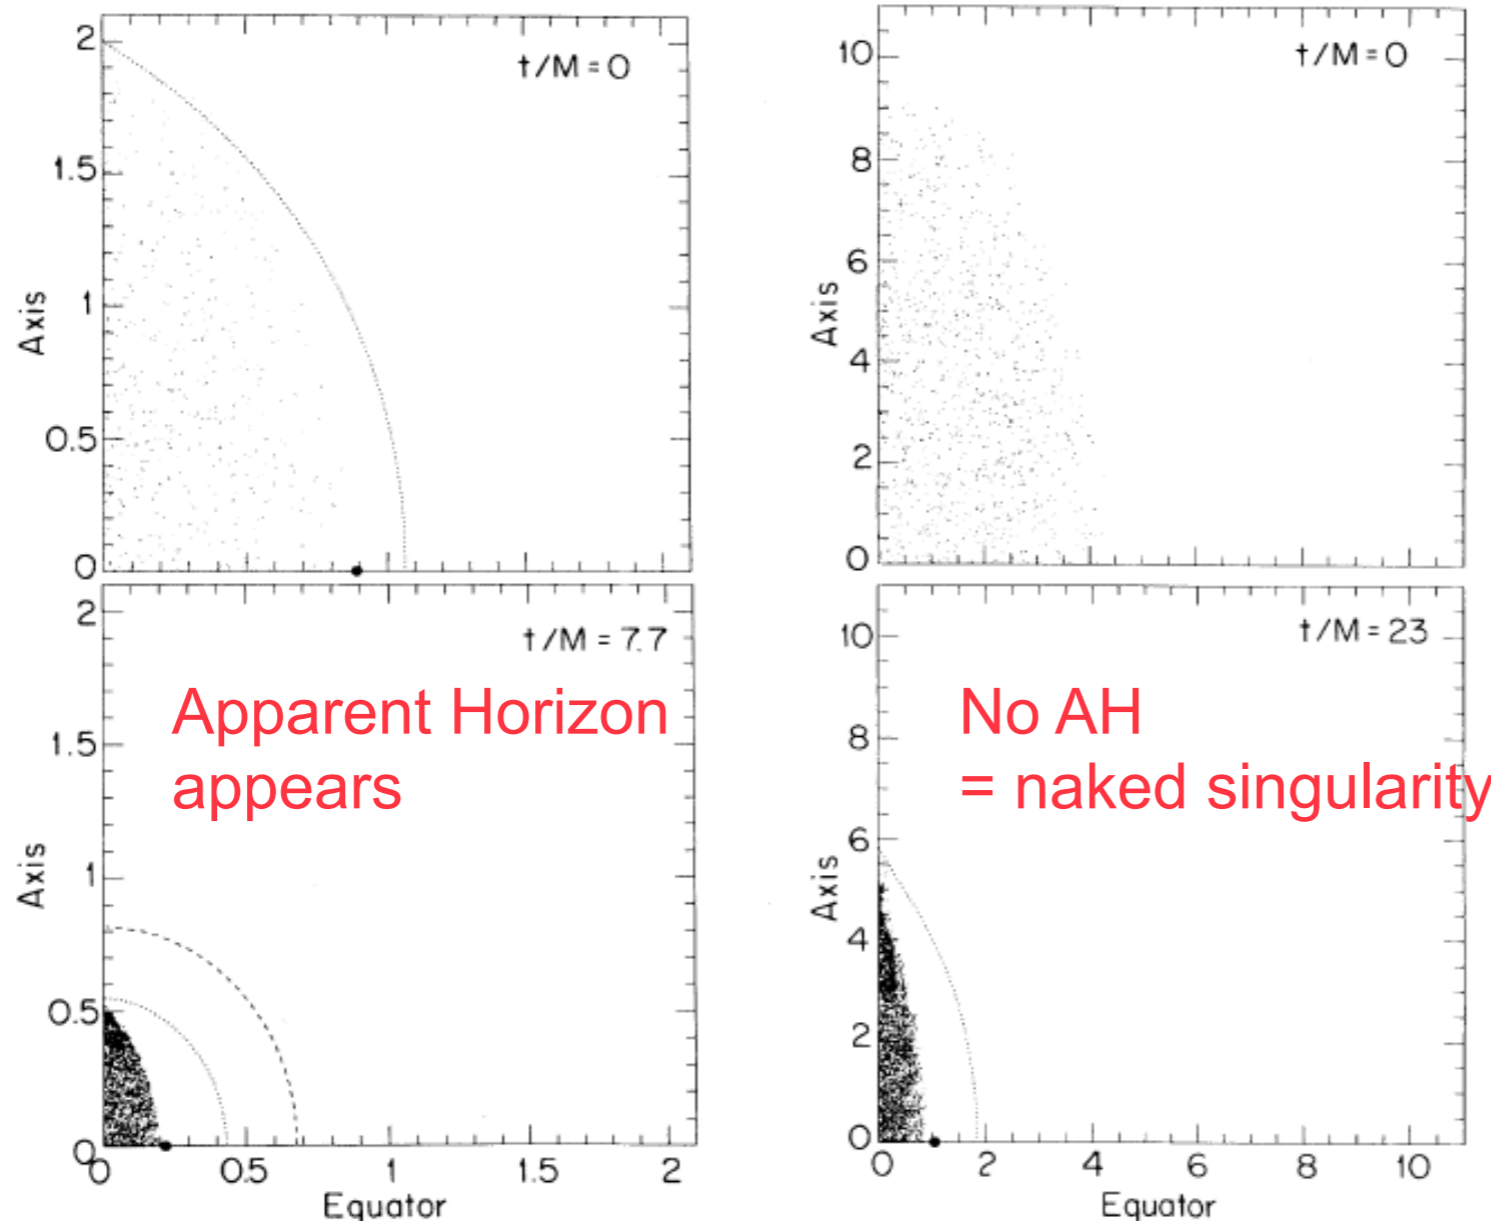 t/M = 0
2
1.5
1
0.5
0
Axis
t/M = 0
10
8
6
4
2
0
Axis
t/M = 7.7
Apparent Horizon
appears
2
1.5
1
0.5
0
Axis
0
0.5
1
1.5
2
Equator
t/M = 23
No AH
= naked singularity
10
8
6
4
2
0
Axis
0
2
4
6
8
10
Equator